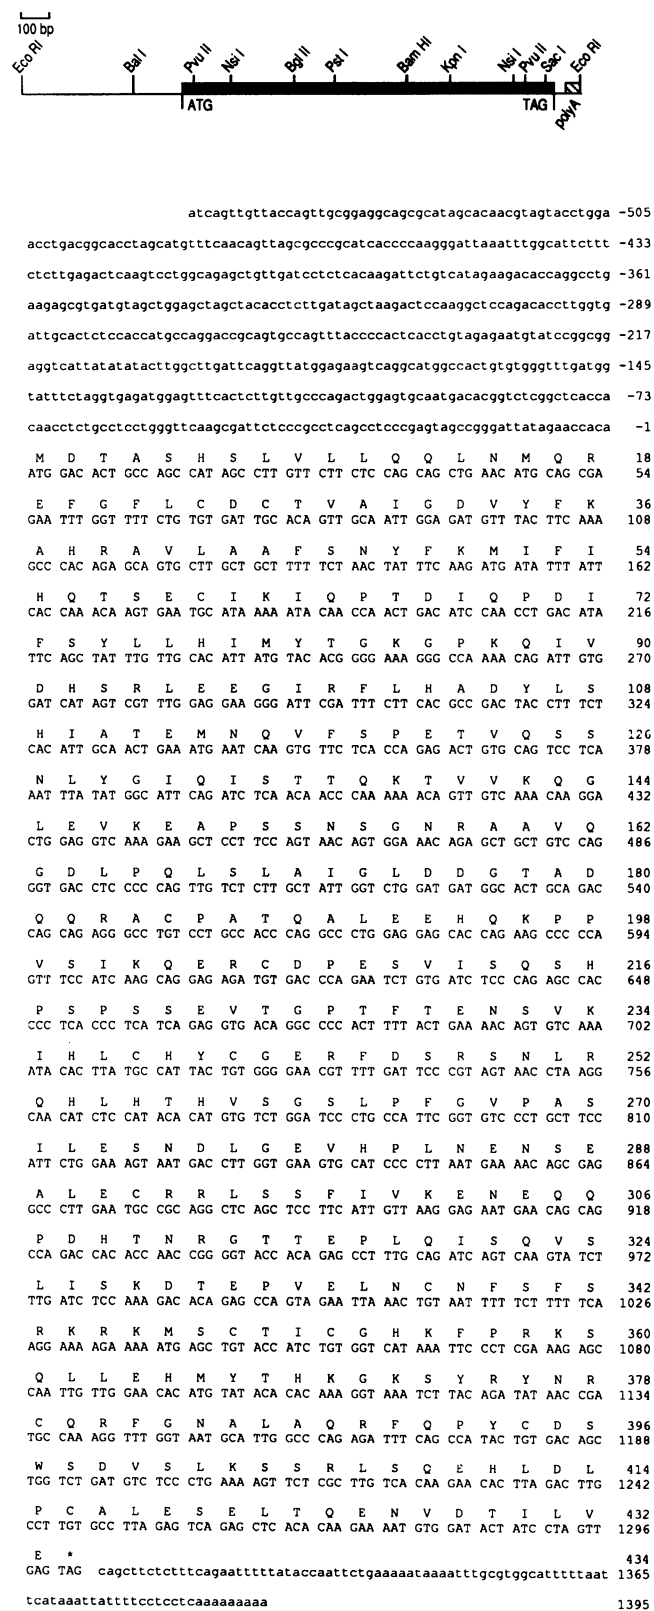 100 bp
Eco RI Bal I Pvu II Nsi I Bgl II Pst I Bam HI Kpn I Nsi I Pvu II Sac I Eco RI
ATG TAG polyA
atcagttgttaccagttgcggaggcagcgcatagcacaacgtagtacctgga -505
acctgacggcacctagcatgtttcaacagttagcgcccgcatcaccccaagggattaaatttggcattcttt -433
ctcttgagactcaagtcctggcagagctgttgatcctctcacaagattctgtcatagaagacaccaggcctg -361
aagagcgtgatgtagctggagctagctacacctcttgatagctaagactccaaggctccagacaccttggtg -289
attgcactctccaccatgccaggaccgcagtgccagtttaccccactcacctgtagagaatgtatccggcgg -217
aggtcattatatatacttggcttgattcaggttatggagaagtcaggcatggccactgtgtgggtttgatgg -145
tatttctaggtgagatggagtttcactcttgttgcccagactggagtgcaatgacacggtctcggctcacca -73
caacctctgcctcctgggttcaagcgattctcccgcctcagcctcccgagtagccgggattatagaaccaca -1
M D T A S H S L V L L Q Q L N M Q R 18
ATG GAC ACT GCC AGC CAT AGC CTT GTT CTT CTC CAG CAG CTG AAC ATG CAG CGA 54
E F G F L C D C T V A I G D V Y F K 36
GAA TTT GGT TTT CTG TGT GAT TGC ACA GTT GCA ATT GGA GAT GTT TAC TTC AAA 108
A H R A V L A A F S N Y F K M I F I 54
GCC CAC AGA GCA GTG CTT GCT GCT TTT TCT AAC TAT TTC AAG ATG ATA TTT ATT 162
H Q T S E C I K I Q P T D I Q P D I 72
CAC CAA ACA AGT GAA TGC ATA AAA ATA CAA CCA ACT GAC ATC CAA CCT GAC ATA 216
F S Y L L H I M Y T G K G P K Q I V 90
TTC AGC TAT TTG TTG CAC ATT ATG TAC ACG GGG AAA GGG CCA AAA CAG ATT GTG 270
D H S R L E E G I R F L H A D Y L S 108
GAT CAT AGT CGT TTG GAG GAA GGG ATT CGA TTT CTT CAC GCC GAC TAC CTT TCT 324
H I A T E M N Q V F S P E T V Q S S 126
CAC ATT GCA ACT GAA ATG AAT CAA GTG TTC TCA CCA GAG ACT GTG CAG TCC TCA 378
N L Y G I Q I S T T Q K T V V K Q G 144
AAT TTA TAT GGC ATT CAG ATC TCA ACA ACC CAA AAA ACA GTT GTC AAA CAA GGA 432
L E V K E A P S S N S G N R A A V Q 162
CTG GAG GTC AAA GAA GCT CCT TCC AGT AAC AGT GGA AAC AGA GCT GCT GTC CAG 486
G D L P Q L S L A I G L D D G T A D 180
GGT GAC CTC CCC CAG TTG TCT CTT GCT ATT GGT CTG GAT GAT GGC ACT GCA GAC 540
Q Q R A C P A T Q A L E E H Q K P P 198
CAG CAG AGG GCC TGT CCT GCC ACC CAG GCC CTG GAG GAG CAC CAG AAG CCC CCA 594
V S I K Q E R C D P E S V I S Q S H 216
GTT TCC ATC AAG CAG GAG AGA TGT GAC CCA GAA TCT GTG ATC TCC CAG AGC CAC 648
P S P S S E V T G P T F T E N S V K 234
CCC TCA CCC TCA TCA GAG GTG ACA GGC CCC ACT TTT ACT GAA AAC AGT GTC AAA 702
I H L C H Y C G E R F D S R S N L R 252
ATA CAC TTA TGC CAT TAC TGT GGG GAA CGT TTT GAT TCC CGT AGT AAC CTA AGG 756
Q H L H T H V S G S L P F G V P A S 270
CAA CAT CTC CAT ACA CAT GTG TCT GGA TCC CTG CCA TTC GGT GTC CCT GCT TCC 810
I L E S N D L G E V H P L N E N S E 288
ATT CTG GAA AGT AAT GAC CTT GGT GAA GTG CAT CCC CTT AAT GAA AAC AGC GAG 864
A L E C R R L S S F I V K E N E Q Q 306
GCC CTT GAA TGC CGC AGG CTC AGC TCC TTC ATT GTT AAG GAG AAT GAA CAG CAG 918
P D H T N R G T T E P L Q I S Q V S 324
CCA GAC CAC ACC AAC CGG GGT ACC ACA GAG CCT TTG CAG ATC AGT CAA GTA TCT 972
L I S K D T E P V E L N C N F S F S 342
TTG ATC TCC AAA GAC ACA GAG CCA GTA GAA TTA AAC TGT AAT TTT TCT TTT TCA 1026
R K R K M S C T I C G H K F P R K S 360
AGG AAA AGA AAA ATG AGC TGT ACC ATC TGT GGT CAT AAA TTC CCT CGA AAG AGC 1080
Q L L E H M Y T H K G K S Y R Y N R 378
CAA TTG TTG GAA CAC ATG TAT ACA CAC AAA GGT AAA TCT TAC AGA TAT AAC CGA 1134
C Q R F G N A L A Q R F Q P Y C D S 396
TGC CAA AGG TTT GGT AAT GCA TTG GCC CAG AGA TTT CAG CCA TAC TGT GAC AGC 1188
W S D V S L K S S R L S Q E H L D L 414
TGG TCT GAT GTC TCC CTG AAA AGT TCT CGC TTG TCA CAA GAA CAC TTA GAC TTG 1242
P C A L E S E L T Q E N V D T I L V 432
CCT TGT GCC TTA GAG TCA GAG CTC ACA CAA GAA AAT GTG GAT ACT ATC CTA GTT 1296
E * 434
GAG TAG cagcttctctttcagaatttttataccaattctgaaaaataaaatttgcgtggcatttttaat 1365
tcataaattattttcctcctcaaaaaaaaa 1395